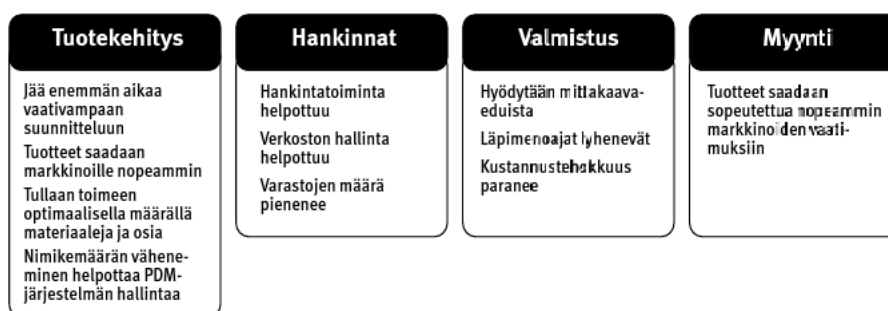 Tuotekehitys
Jää enemmän aikaa
vaativampaan
suunnitteluun
Tuotteet saadaan
markkinoille nopeammin
Tullaan toimeen
optimaalisella määrällä
materiaaleja ja osia
Nimikemäärän vähene-
minen helpottaa PDM-
järjestelmän hallintaa
Hankinnat
Hankintatoiminta
helpottuu
Verkoston hallinta
helpottuu
Varastojen määrä
pienenee
Valmistus
Hyödytään mittakaava-
eduista
Läpimenoajat lyhenevät
Kustannustehokkuus
paranee
Myynti
Tuotteet saadaan
sopeutettua nopeammin
markkinoiden vaati-
muksiin